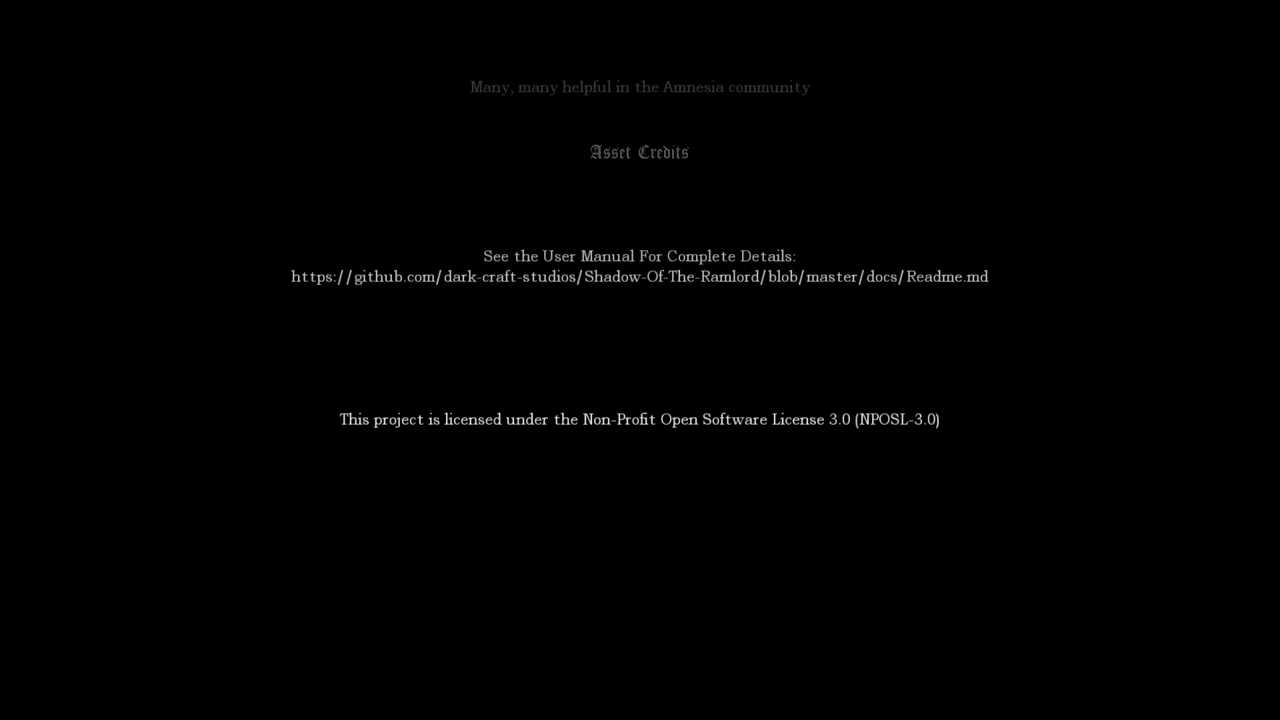 Many, many helpful in the Amnesia community
Asset Credits
See the User Manual For Complete Details:
https://github.com/dark-craft-studios/Shadow-Of-The-Ramlord/blob/master/docs/Readme.md
This project is licensed under the Non-Profit Open Software License 3.0 (NPOSL-3.0)